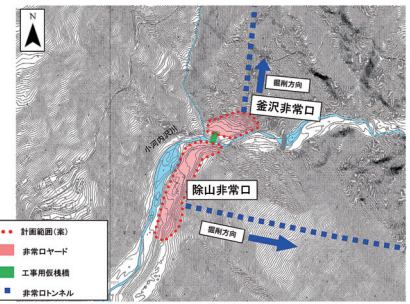 N
掘削方向
釜沢非常口
小河内沢川
除山非常口
掘削方向
計画範囲(案)
非常口ヤード
工事用仮桟橋
非常口トンネル